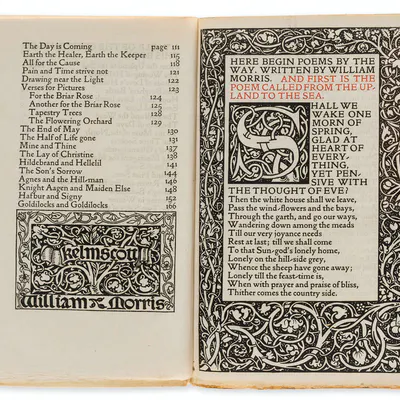 The Day is Coming page 111
Earth the Healer, Earth the Keeper 115
All for the Cause 118
Pain and Time strive not 121
Drawing near the Light 122
Verses for Pictures 123
For the Briar Rose 124
Another for the Briar Rose 125
Tapestry Trees 128
The Flowering Orchard 129
The End of May 130
The Half of Life gone 131
Mine and Thine 137
The Lay of Christine 138
Hildebrand and Hellelil 141
The Son's Sorrow 144
Agnes and the Hill-man 146
Knight Aagen and Maiden Else 148
Hafbur and Signy 152
Goldilocks and Goldilocks 166
Kelmscott
William Morris
HERE BEGIN POEMS BY THE
WAY. WRITTEN BY WILLIAM
MORRIS. AND FIRST IS THE
POEM CALLED FROM THE UP-
LAND TO THE SEA.
SHALL WE
WAKE ONE
MORN OF
SPRING,
GLAD AT
HEART OF
EVERY-
THING,
YET PEN-
SIVE WITH
THE THOUGHT OF EVE?
Then the white house shall we leave,
Pass the wind-flowers and the bays,
Through the garth, and go our ways,
Wandering down among the meads
Till our very joyance needs
Rest at last; till we shall come
To that Sun-god's lonely home,
Lonely on the hill-side grey,
Whence the sheep have gone away;
Lonely till the feast-time is,
When with prayer and praise of bliss,
Thither comes the country side.